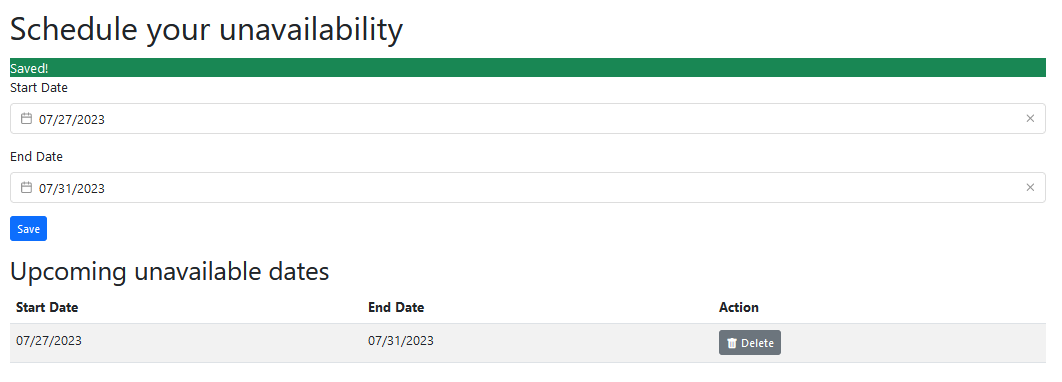 Schedule your unavailability
Saved!
Start Date
07/27/2023
End Date
07/31/2023
Save
Upcoming unavailable dates
Start Date End Date Action
07/27/2023 07/31/2023 Delete